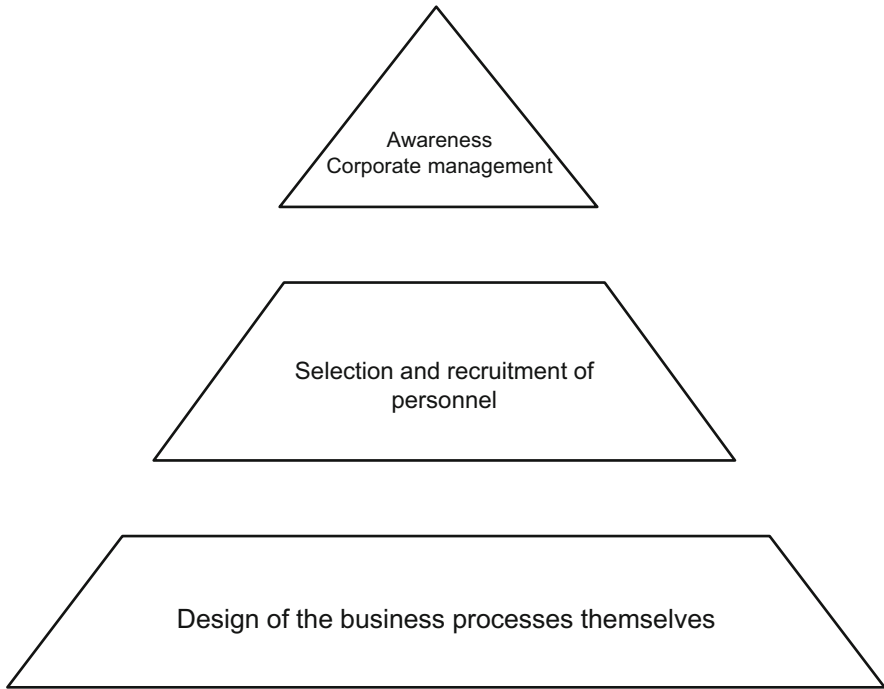 Awareness
Corporate management
Selection and recruitment of
personnel
Design of the business processes themselves